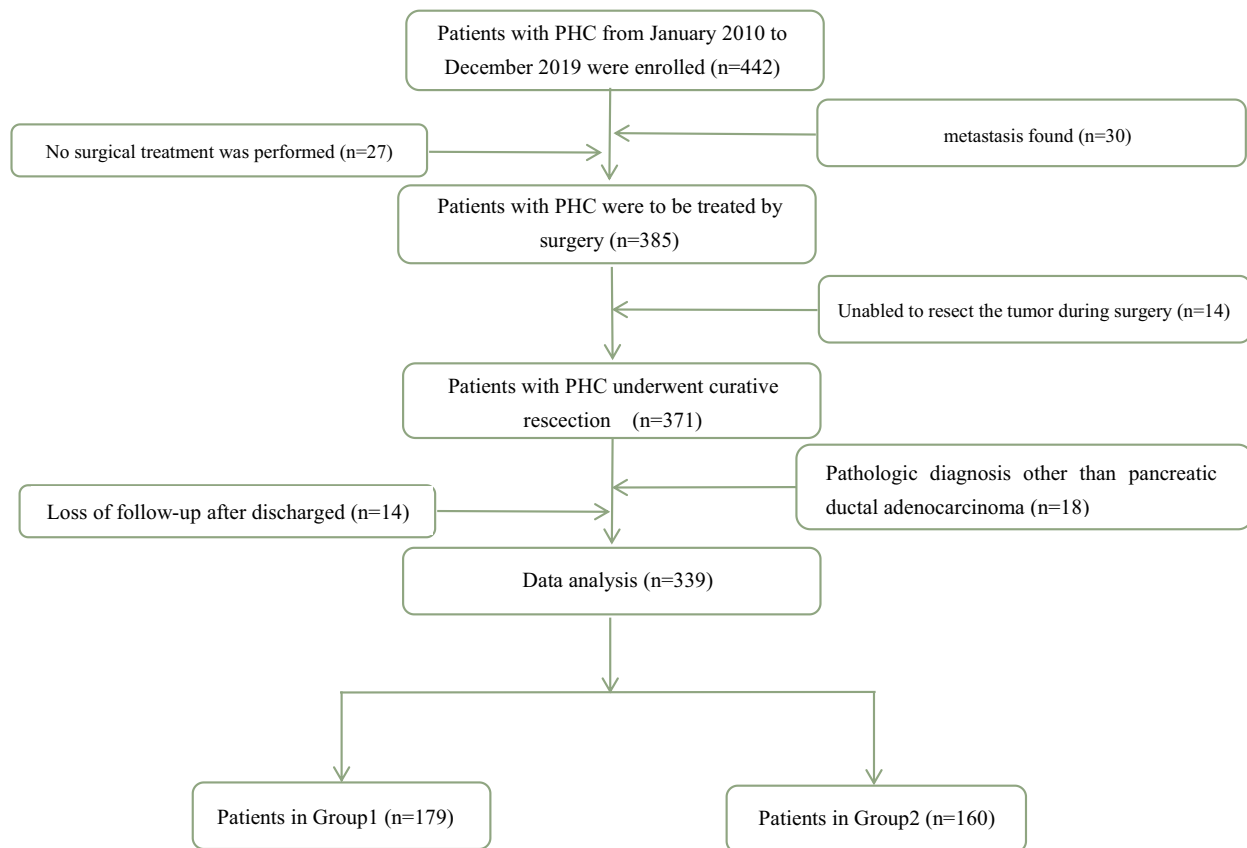 Patients with PHC from January 2010 to
December 2019 were enrolled (n=442)
metastasis found (n=30)
No surgical treatment was performed (n=27)
Patients with PHC were to be treated by
surgery (n=385)
Unabled to resect the tumor during surgery (n=14)
Patients with PHC underwent curative
rescection (n=371)
Pathologic diagnosis other than pancreatic
ductal adenocarcinoma (n=18)
Loss of follow-up after discharged (n=14)
Data analysis (n=339)
Patients in Group1 (n=179)
Patients in Group2 (n=160)